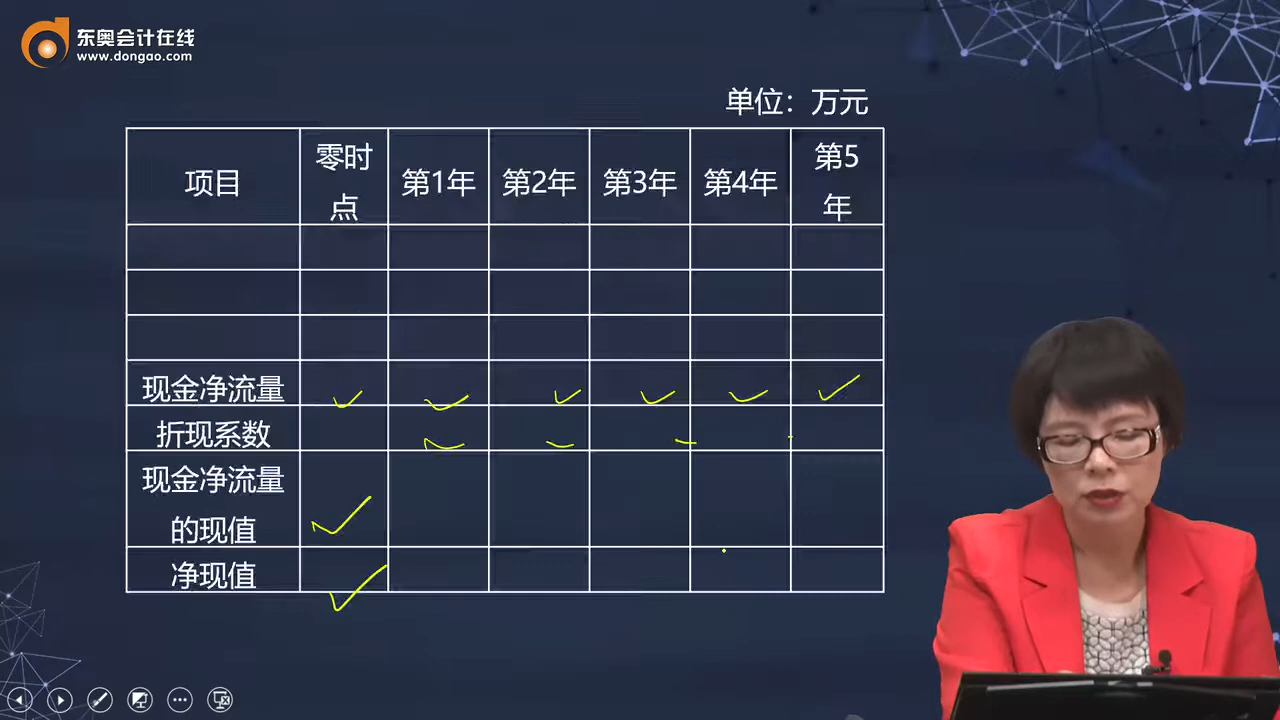 东奥会计在线
www.dongao.com
单位：万元
项目 零时点 第1年 第2年 第3年 第4年 第5年
现金净流量
折现系数
现金净流量的现值
净现值